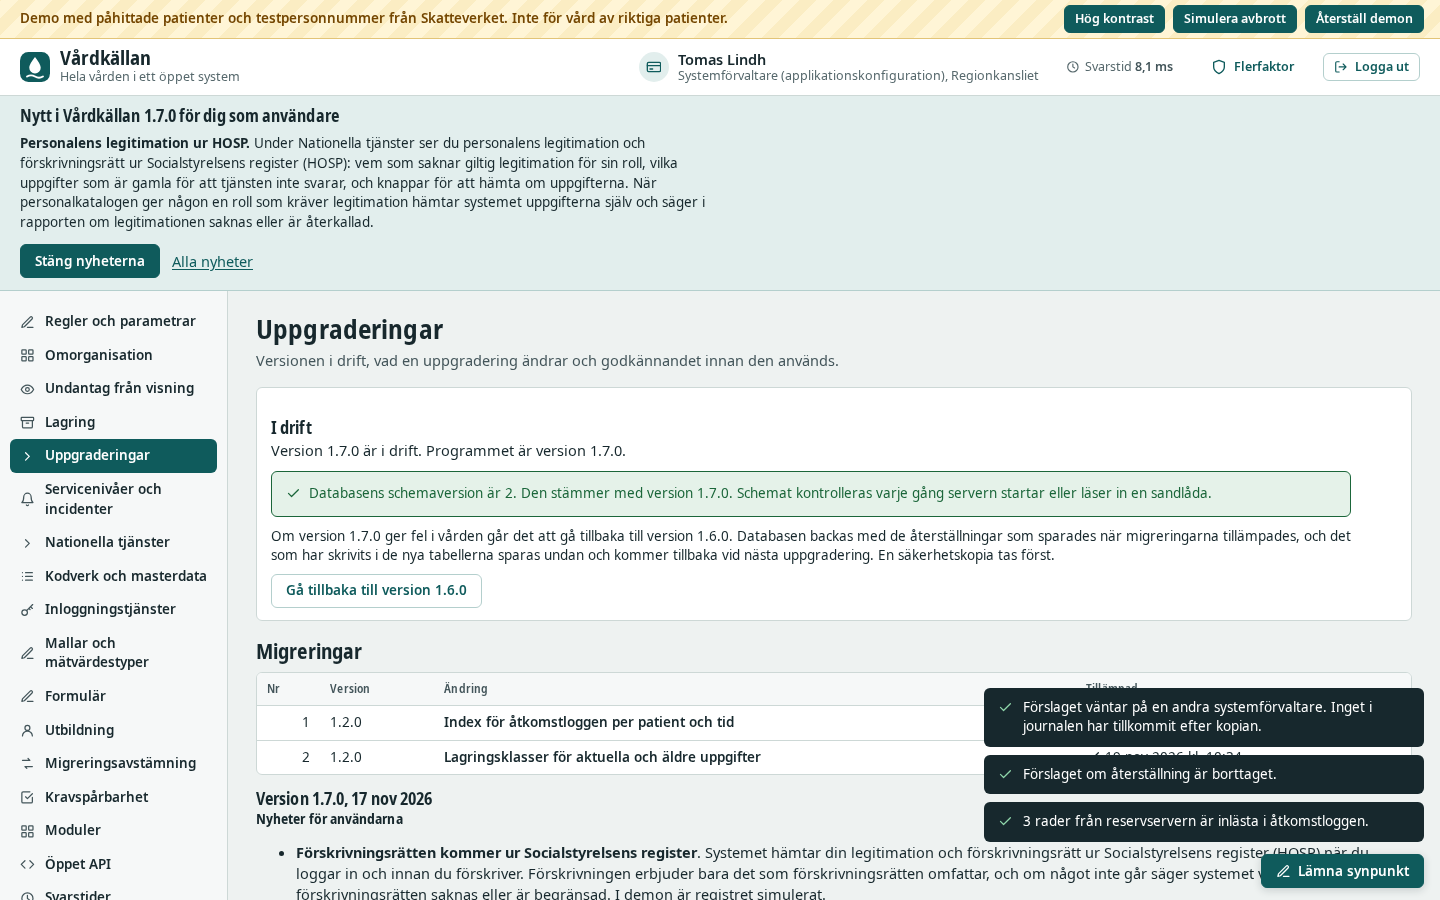 Demo med påhittade patienter och testpersonnummer från Skatteverket. Inte för vård av riktiga patienter.
Hög kontrast
Simulera avbrott
Återställ demon
Vårdkällan
Hela vården i ett öppet system
Tomas Lindh
Systemförvaltare (applikationskonfiguration), Regionkansliet
Svarstid 8,1 ms
Flerfaktor
Logga ut
Nytt i Vårdkällan 1.7.0 för dig som användare
Personalens legitimation ur HOSP. Under Nationella tjänster ser du personalens legitimation och
förskrivningsrätt ur Socialstyrelsens register (HOSP): vem som saknar giltig legitimation för sin roll, vilka
uppgifter som är gamla för att tjänsten inte svarar, och knappar för att hämta om uppgifterna. När
personalkatalogen ger någon en roll som kräver legitimation hämtar systemet uppgifterna själv och säger i
rapporten om legitimationen saknas eller är återkallad.
Stäng nyheterna
Alla nyheter
Regler och parametrar
Omorganisation
Undantag från visning
Lagring
Uppgraderingar
Servicenivåer och
incidenter
Nationella tjänster
Kodverk och masterdata
Inloggningstjänster
Mallar och
mätvärdestyper
Formulär
Utbildning
Migreringsavstämning
Kravspårbarhet
Moduler
Öppet API
Svarstider
Uppgraderingar
Versionen i drift, vad en uppgradering ändrar och godkännandet innan den används.
I drift
Version 1.7.0 är i drift. Programmet är version 1.7.0.
Databasens schemaversion är 2. Den stämmer med version 1.7.0. Schemat kontrolleras varje gång servern startar eller läser in en sandlåda.
Om version 1.7.0 ger fel i vården går det att gå tillbaka till version 1.6.0. Databasen backas med de återställningar som sparades när migreringarna tillämpades, och det
som har skrivits i de nya tabellerna sparas undan och kommer tillbaka vid nästa uppgradering. En säkerhetskopia tas först.
Gå tillbaka till version 1.6.0
Migreringar
Nr Version Ändring
1 1.2.0 Index för åtkomstloggen per patient och tid
2 1.2.0 Lagringsklasser för aktuella och äldre uppgifter
Version 1.7.0, 17 nov 2026
Nyheter för användarna
Förskrivningsrätten kommer ur Socialstyrelsens register. Systemet hämtar din legitimation och förskrivningsrätt ur Socialstyrelsens register (HOSP) när du
loggar in och innan du förskriver. Förskrivningen erbjuder bara det som förskrivningsrätten omfattar, och om något inte går säger systemet
förskrivningsrätten saknas eller är begränsad. I demon är registret simulerat.
Förslaget väntar på en andra systemförvaltare. Inget i
journalen har tillkommit efter kopian.
Förslaget om återställning är borttaget.
3 rader från reservservern är inlästa i åtkomstloggen.
Lämna synpunkt